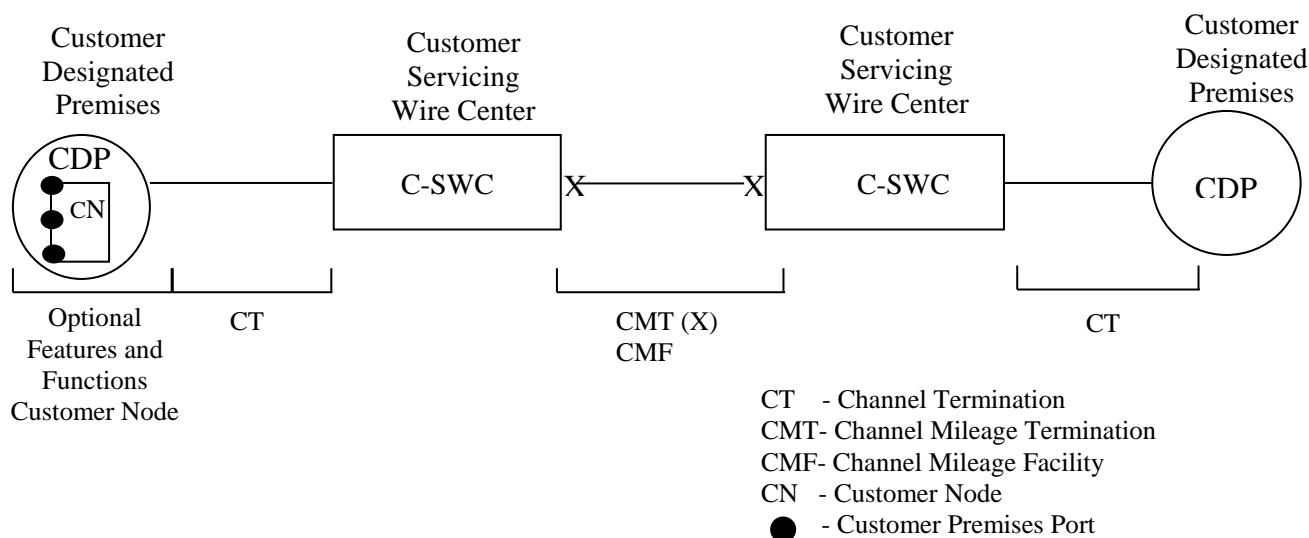 Customer
Designated
Premises
Customer
Servicing
Wire Center
Customer
Servicing
Wire Center
Customer
Designated
Premises
CDP
CN
C-SWC
X
X
C-SWC
CDP
Optional
Features and
Functions
Customer Node
CT
CMT (X)
CMF
CT
CT - Channel Termination
CMT- Channel Mileage Termination
CMF- Channel Mileage Facility
CN - Customer Node
- Customer Premises Port